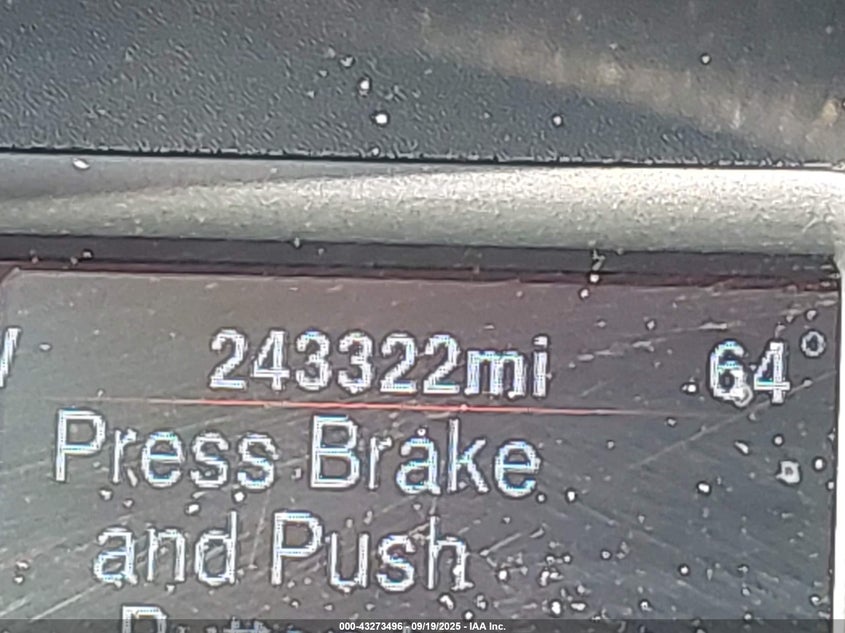 243322mi 64°
Press Brake
and Push
000-43273496 - 09/19/2025 - IAA Inc.